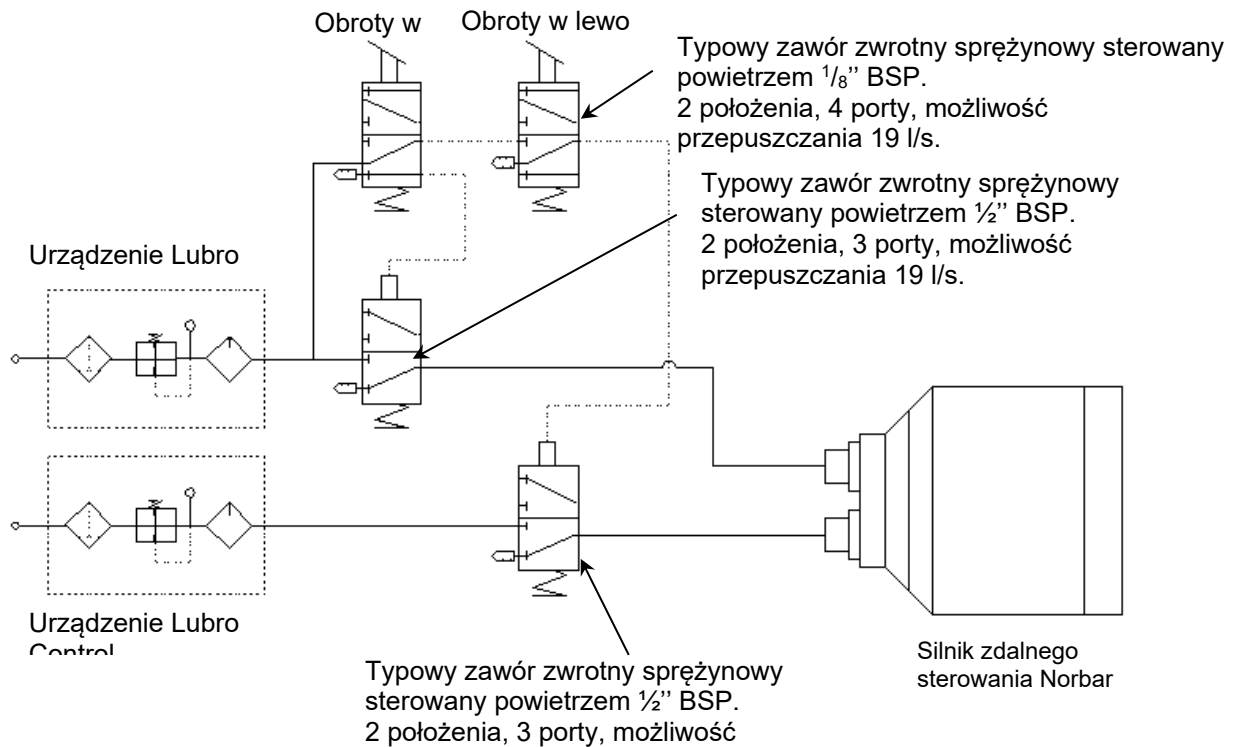 Obroty w
Obroty w lewo
Typowy zawór zwrotny sprężynowy sterowany
powietrzem ¹/₈’’ BSP.
2 położenia, 4 porty, możliwość
przepuszczania 19 l/s.
Typowy zawór zwrotny sprężynowy
sterowany powietrzem ½’’ BSP.
2 położenia, 3 porty, możliwość
przepuszczania 19 l/s.
Urządzenie Lubro
Urządzenie Lubro
Control
Silnik zdalnego
sterowania Norbar
Typowy zawór zwrotny sprężynowy
sterowany powietrzem ½’’ BSP.
2 położenia, 3 porty, możliwość